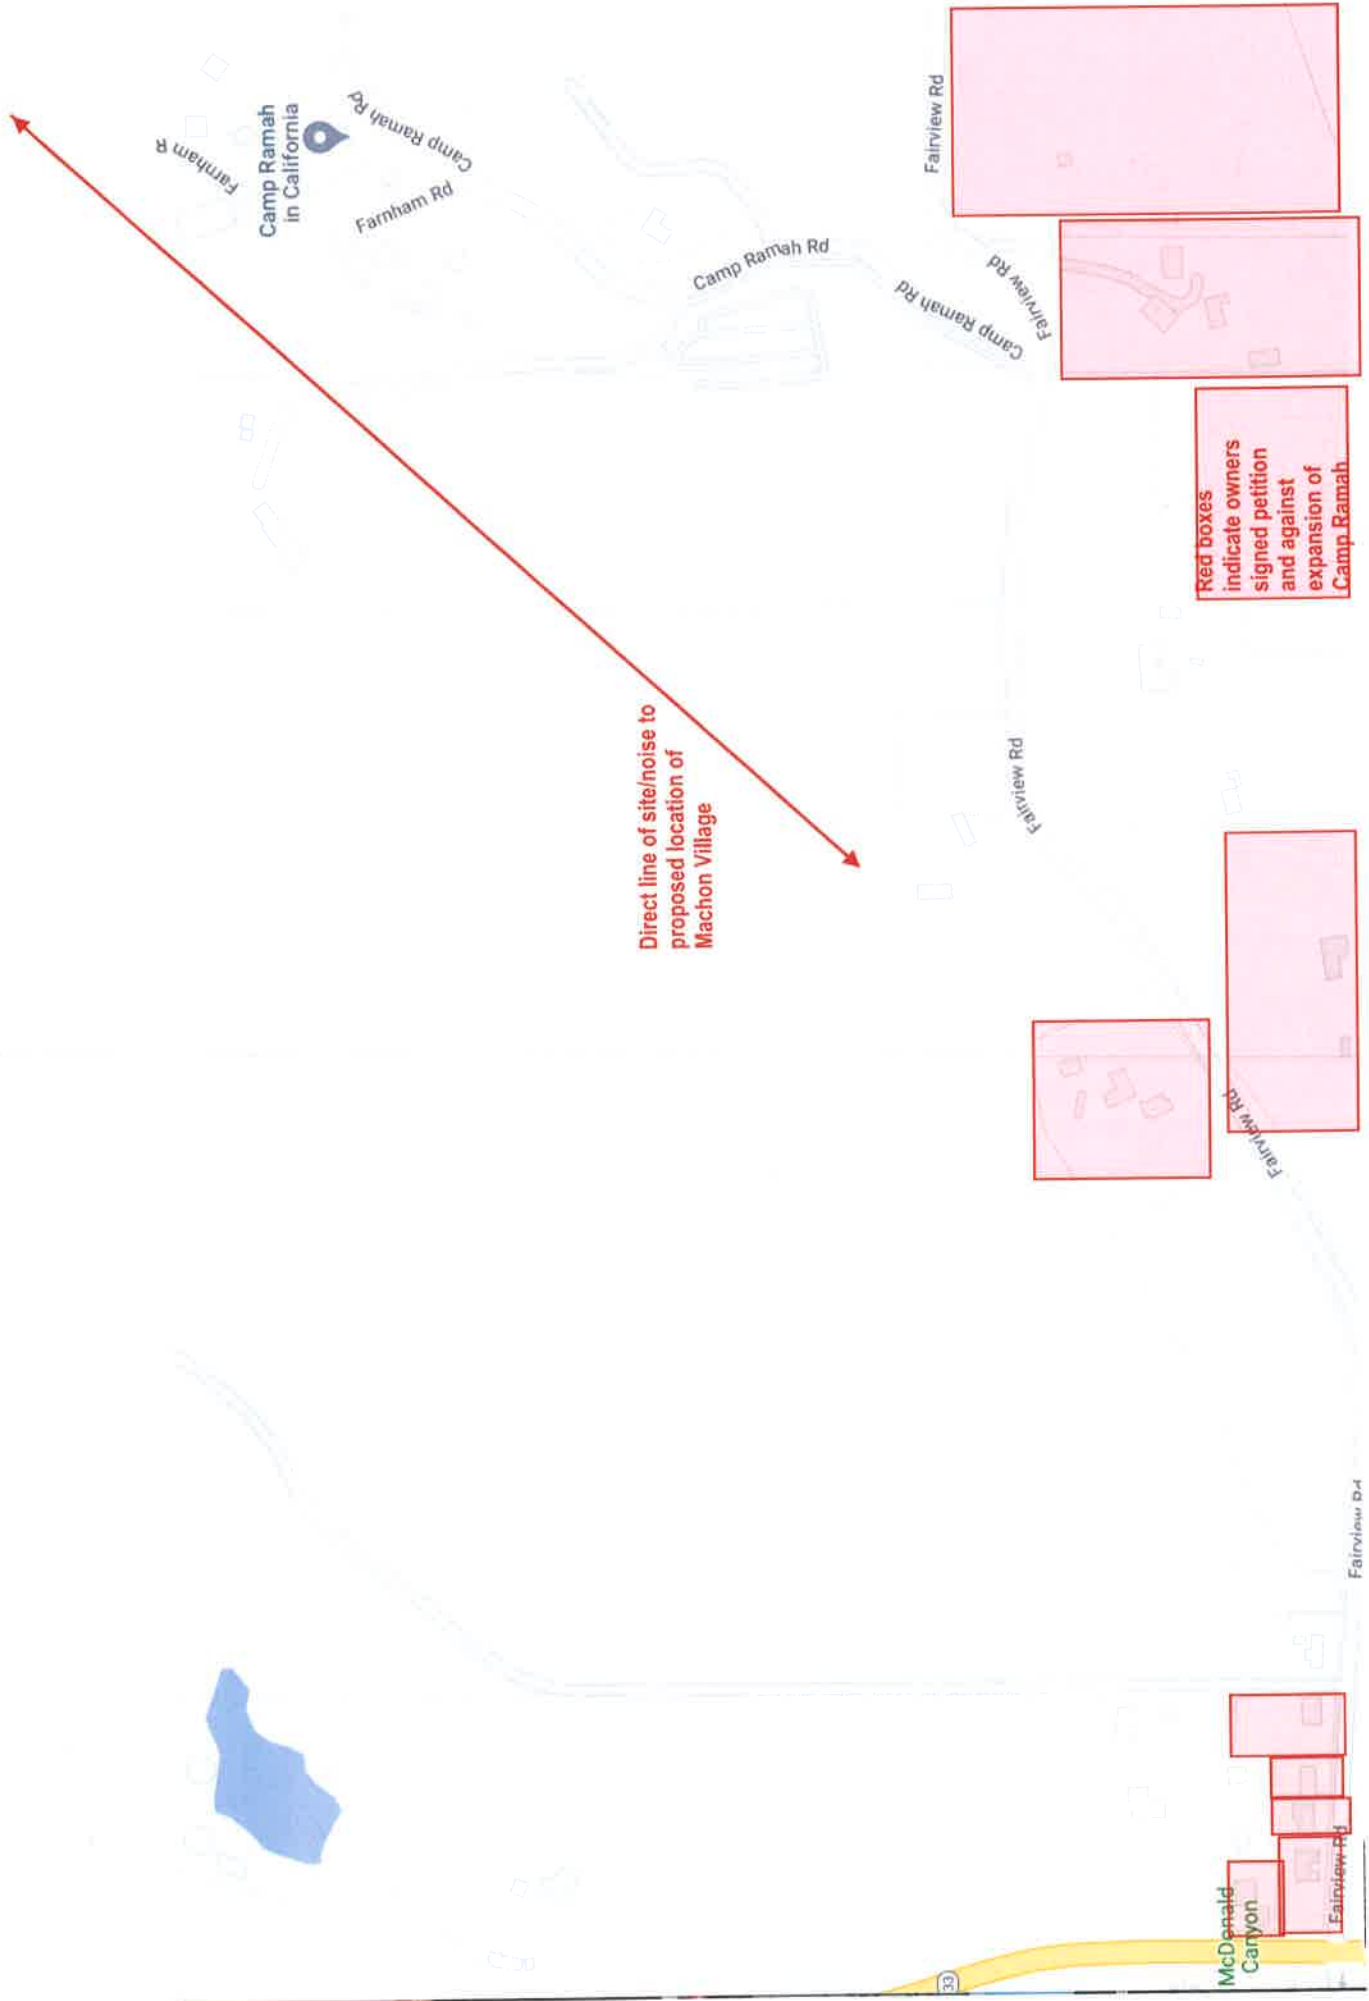 Farnham R
Camp Ramah
in California
Camp Ramah Rd
Farnham Rd
Camp Ramah Rd
Camp Ramah Rd
Fairview Rd
Fairview Rd
Red boxes
indicate owners
signed petition
and against
expansion of
Camp Ramah
Direct line of site/noise to
proposed location of
Machon Village
Fairview Rd
Fairview Rd
Fairview Rd
33
McDonald
Canyon
Fairview Rd